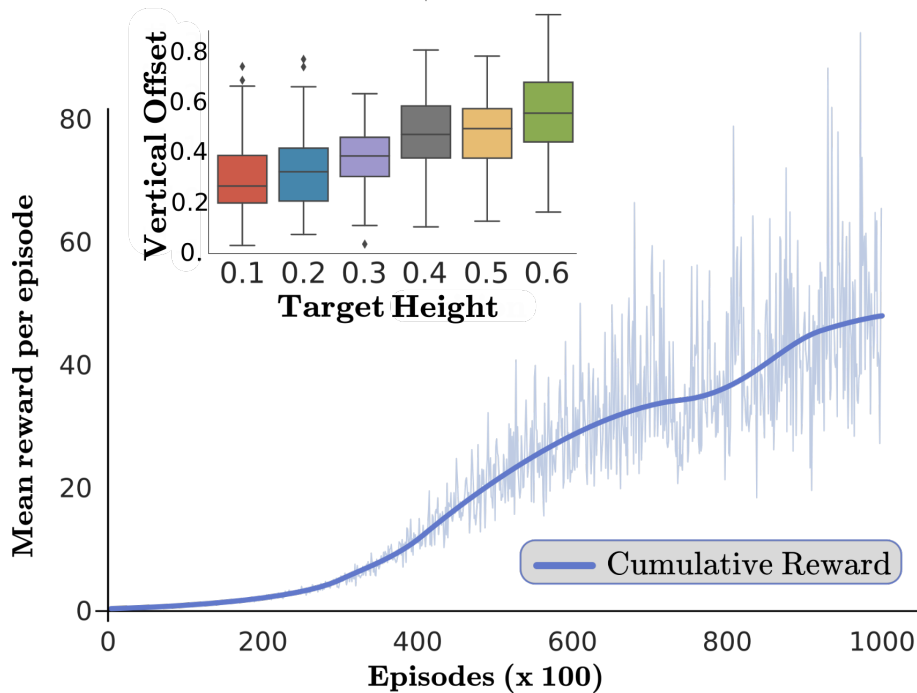 Vertical Offset
0.8
0.6
0.4
0.2
0.
0.1 0.2 0.3 0.4 0.5 0.6
Target Height
Mean reward per episode
80
60
40
20
0
Cumulative Reward
0 200 400 600 800 1000
Episodes (x 100)